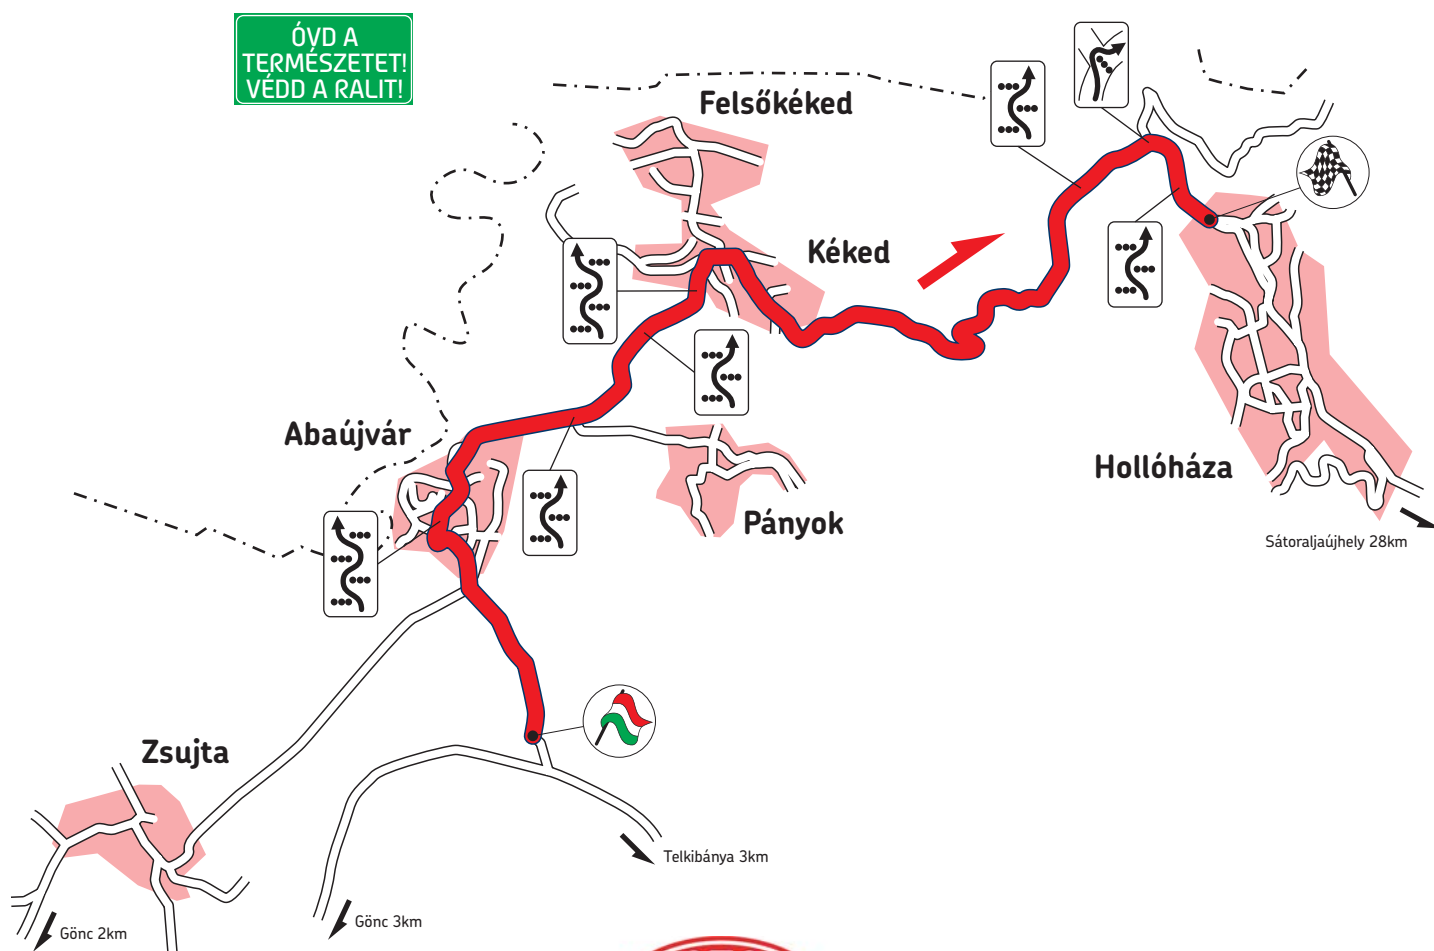 ÓVD A
TERMÉSZETET!
VÉDD A RALIT!
Felsőkéked
Kéked
Abaújvár
Hollóháza
Pányok
Sátoraljaújhely 28km
Zsujta
Telkibánya 3km
Gönc 3km
Gönc 2km